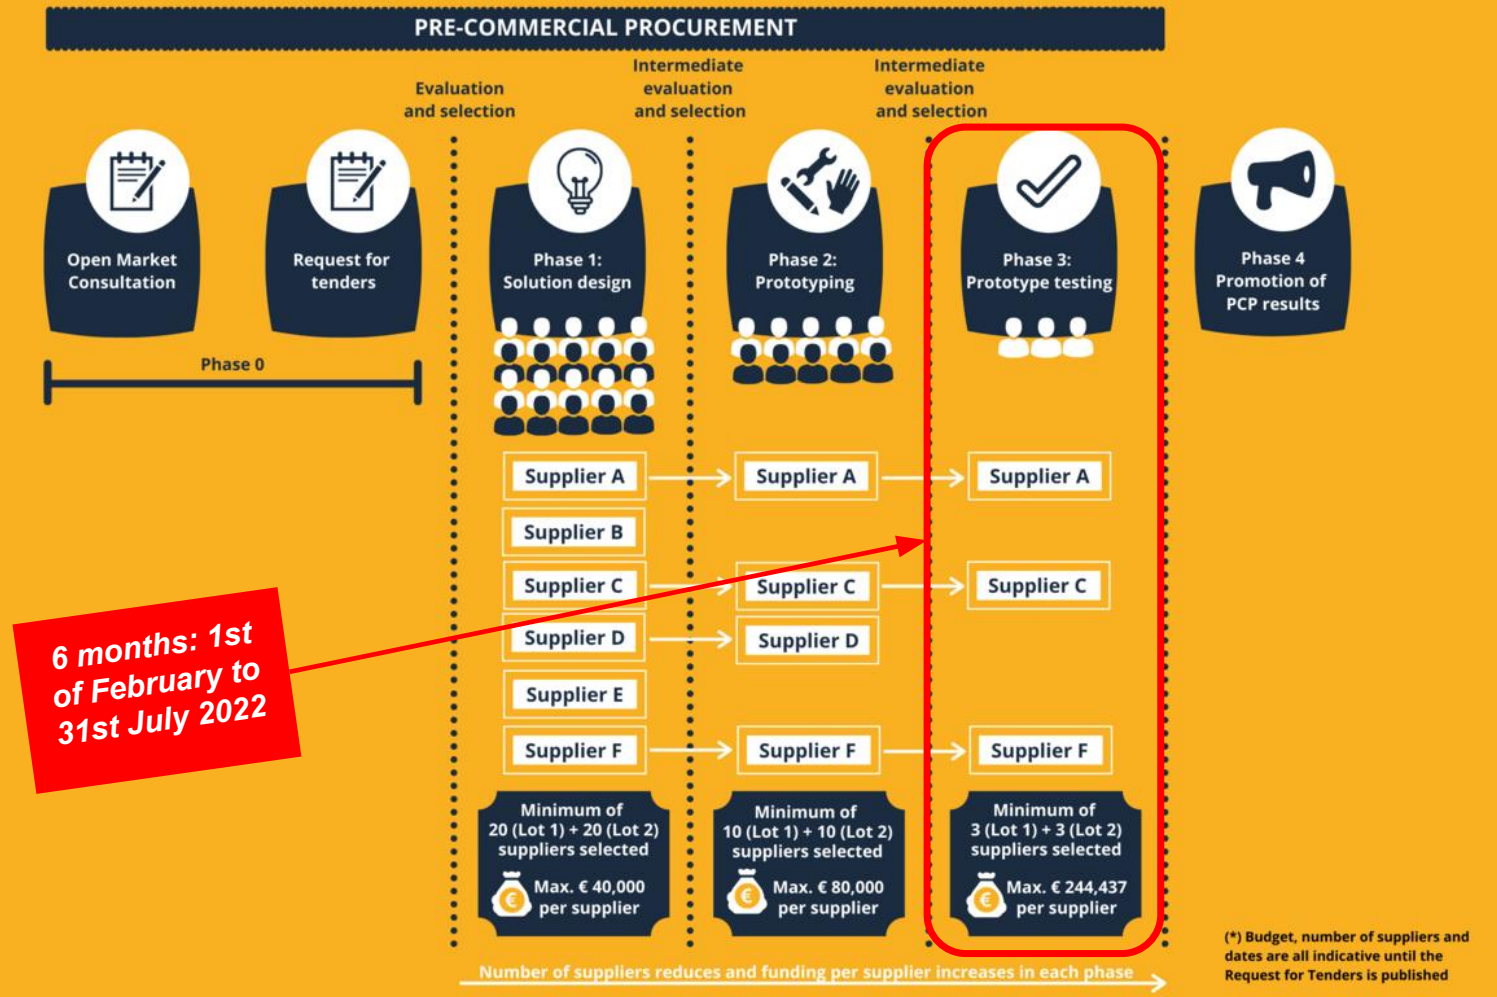 PRE-COMMERCIAL PROCUREMENT
Evaluation
and selection
Intermediate
evaluation
and selection
Intermediate
evaluation
and selection
Open Market
Consultation
Request for
tenders
Phase 0
Phase 1:
Solution design
Phase 2:
Prototyping
Phase 3:
Prototype testing
Phase 4
Promotion of
PCP results
Supplier A
Supplier A
Supplier A
Supplier B
Supplier C
Supplier C
Supplier C
Supplier D
Supplier D
Supplier E
Supplier F
Supplier F
Supplier F
6 months: 1st
of February to
31st July 2022
Minimum of
20 (Lot 1) + 20 (Lot 2)
suppliers selected
€
Max. € 40,000
per supplier
Minimum of
10 (Lot 1) + 10 (Lot 2)
suppliers selected
€
Max. € 80,000
per supplier
Minimum of
3 (Lot 1) + 3 (Lot 2)
suppliers selected
€
Max. € 244,437
per supplier
Number of suppliers reduces and funding per supplier increases in each phase
(*) Budget, number of suppliers and
dates are all indicative until the
Request for Tenders is published